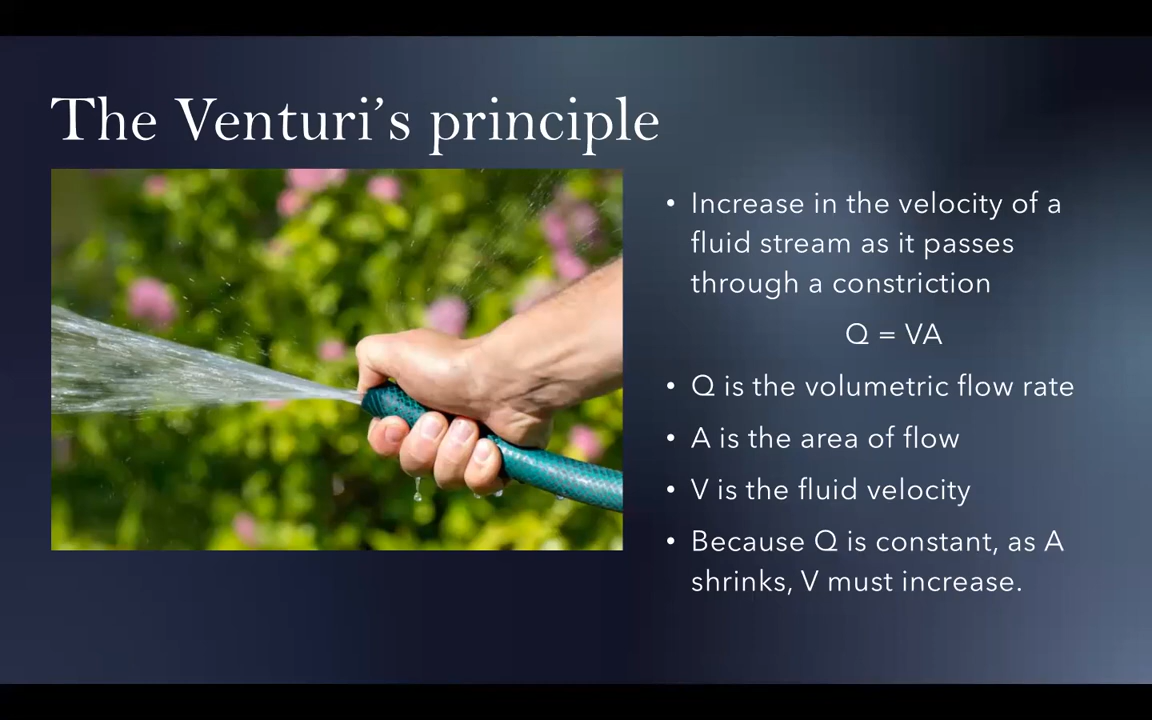 The Venturi’s principle
• Increase in the velocity of a
fluid stream as it passes
through a constriction
Q = VA
• Q is the volumetric flow rate
• A is the area of flow
• V is the fluid velocity
• Because Q is constant, as A
shrinks, V must increase.